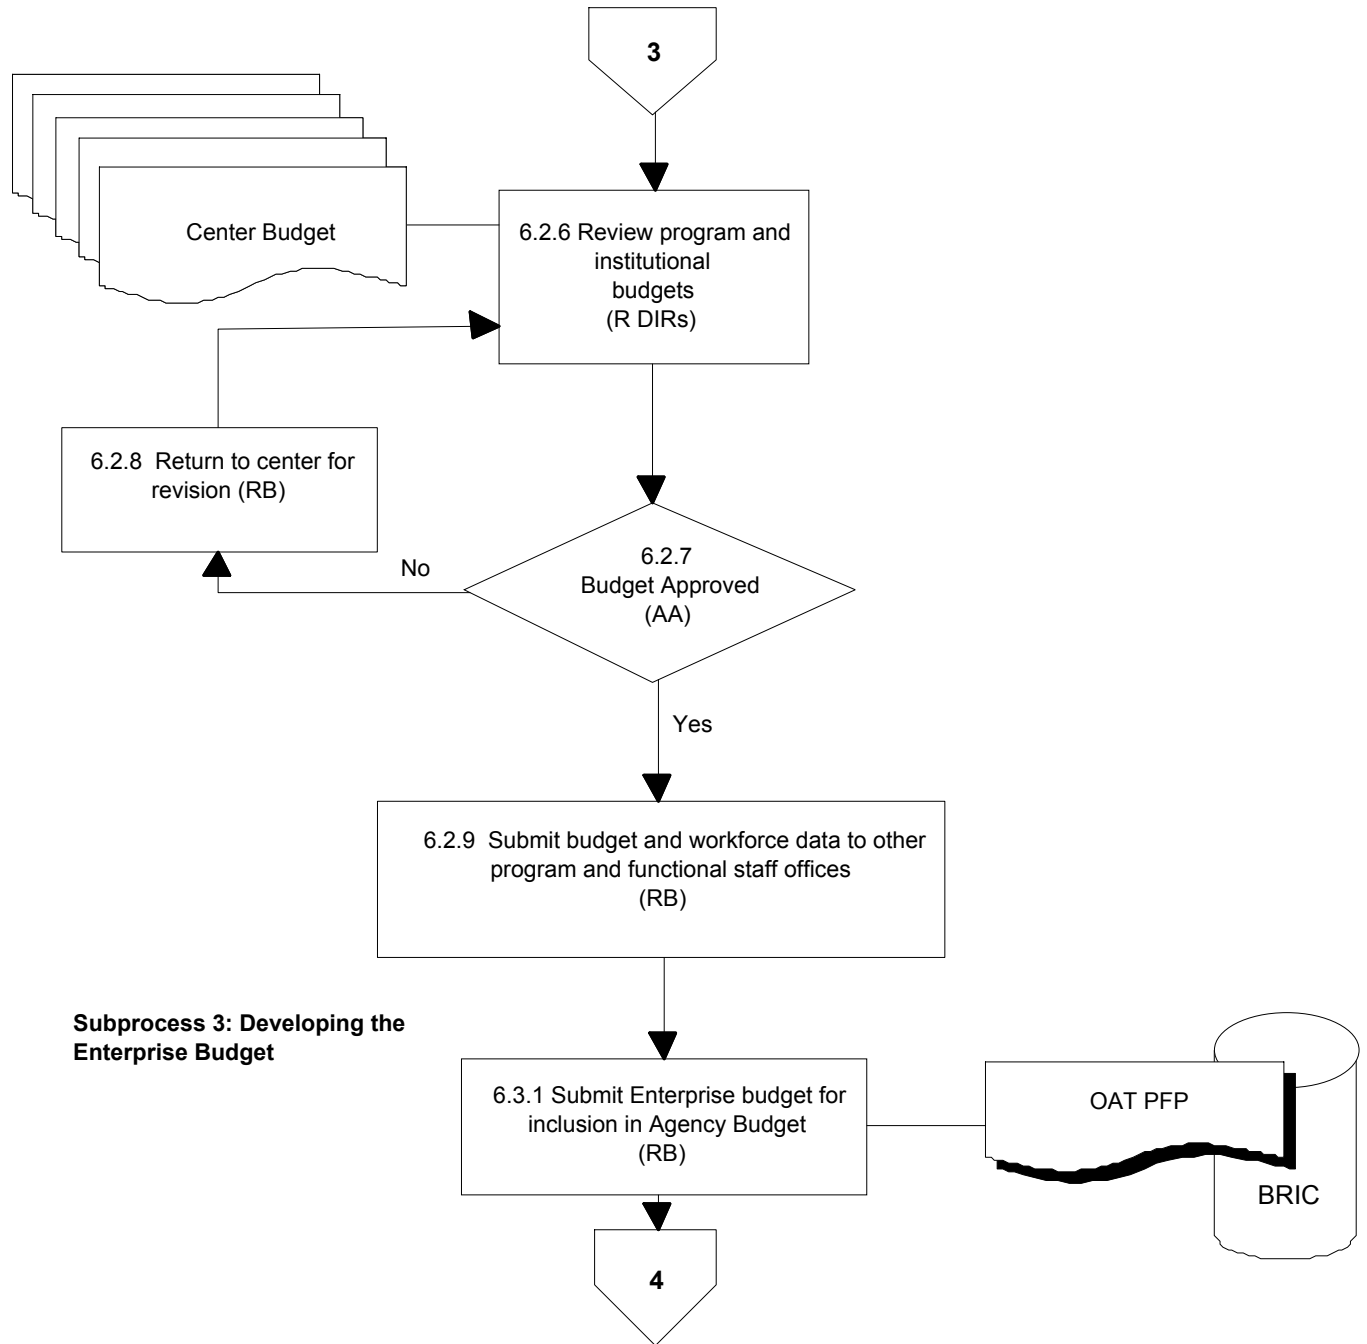 3
Center Budget
6.2.6 Review program and
institutional
budgets
(R DIRs)
6.2.8 Return to center for
revision (RB)
6.2.7
Budget Approved
(AA)
No
Yes
6.2.9 Submit budget and workforce data to other
program and functional staff offices
(RB)
Subprocess 3: Developing the
Enterprise Budget
6.3.1 Submit Enterprise budget for
inclusion in Agency Budget
(RB)
OAT PFP
BRIC
4